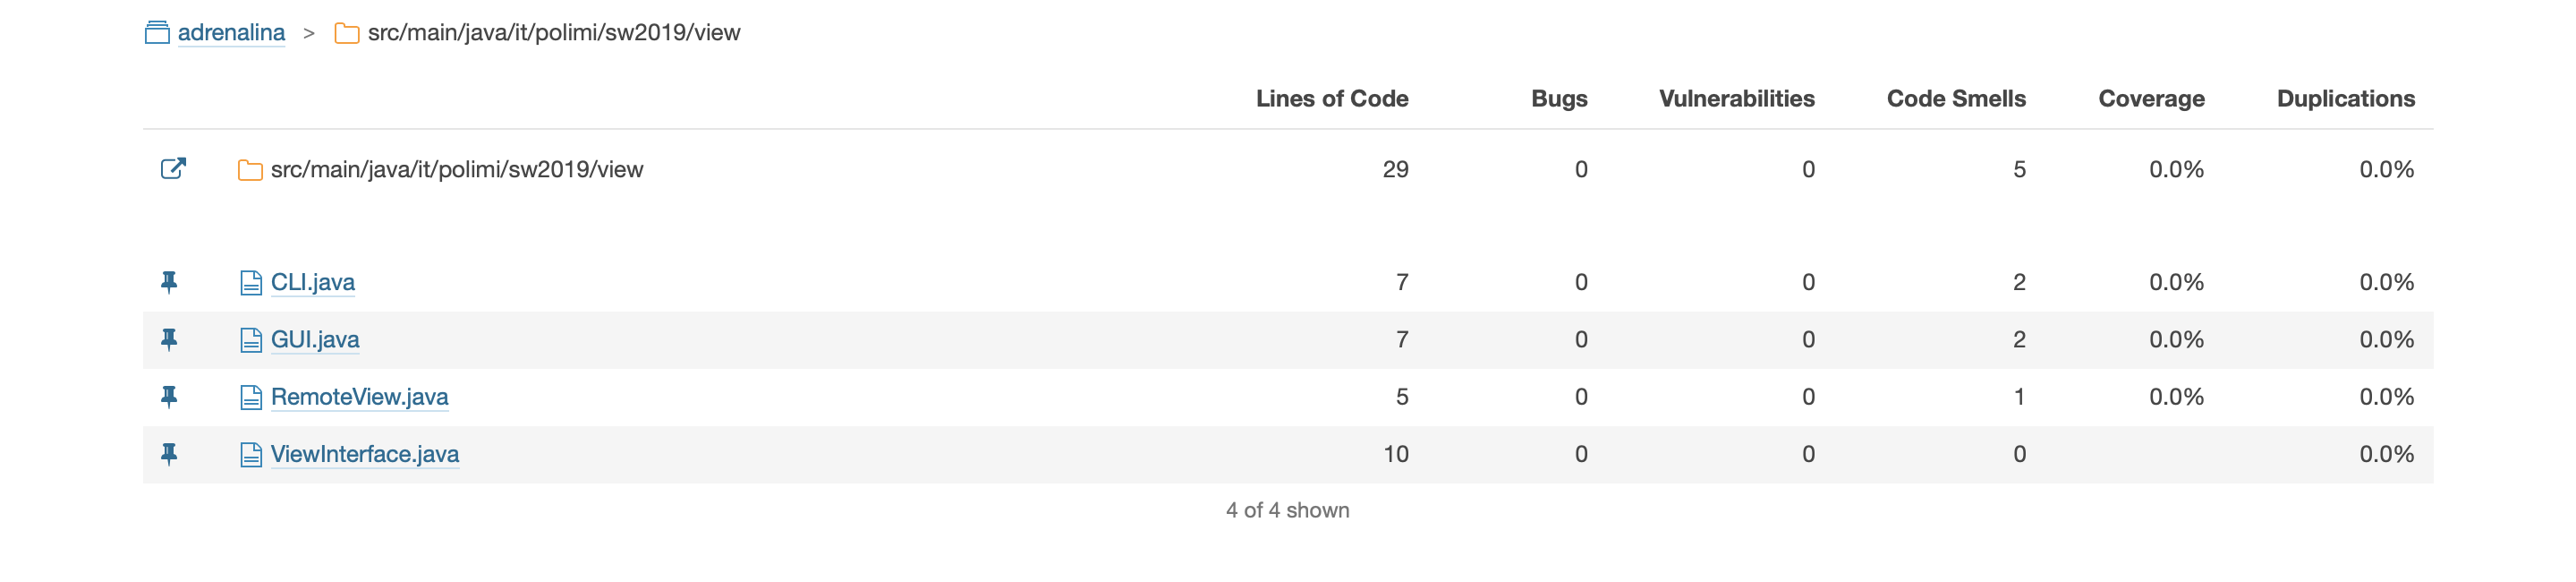 adrenalina > src/main/java/it/polimi/sw2019/view
Lines of Code Bugs Vulnerabilities Code Smells Coverage Duplications
src/main/java/it/polimi/sw2019/view 29 0 0 5 0.0% 0.0%
CLI.java 7 0 0 2 0.0% 0.0%
GUI.java 7 0 0 2 0.0% 0.0%
RemoteView.java 5 0 0 1 0.0% 0.0%
ViewInterface.java 10 0 0 0 0.0%
4 of 4 shown